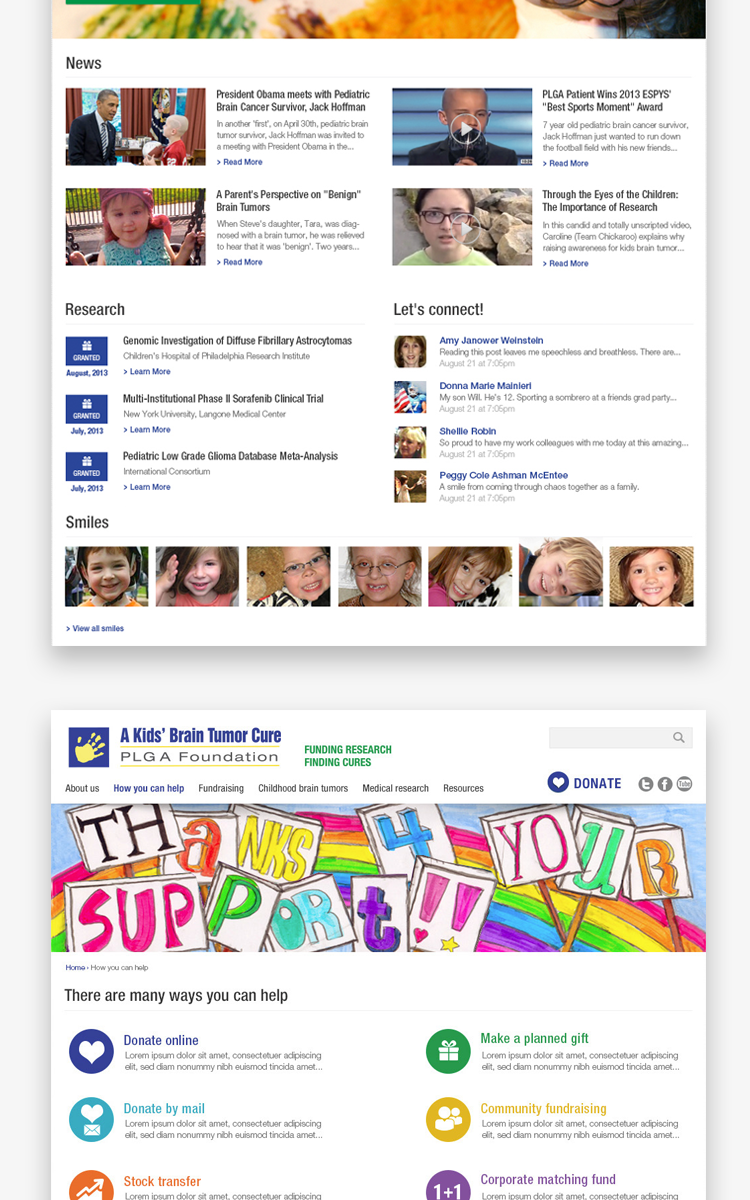 News
President Obama meets with Pediatric
Brain Cancer Survivor, Jack Hoffman
In another 'first', on April 30th, pediatric brain
tumor survivor, Jack Hoffman was invited to
a meeting with President Obama in the...
> Read More
PLGA Patient Wins 2013 ESPYS'
"Best Sports Moment" Award
7 year old pediatric brain cancer survivor,
Jack Hoffman just wanted to run down
the football field with his new friends...
> Read More
A Parent's Perspective on "Benign"
Brain Tumors
When Steve's daughter, Tara, was diag-
nosed with a brain tumor, he was relieved
to hear that it was 'benign'. Two years...
> Read More
Through the Eyes of the Children:
The Importance of Research
In this candid and totally unscripted video,
Caroline (Team Chickaroo) explains why
raising awareness for kids brain tumor...
> Read More
Research
GRANTED
August, 2013
Genomic Investigation of Diffuse Fibrillary Astrocytomas
Children's Hospital of Philadelphia Research Institute
> Learn More
GRANTED
July, 2013
Multi-Institutional Phase II Sorafenib Clinical Trial
New York University, Langone Medical Center
> Learn More
GRANTED
July, 2013
Pediatric Low Grade Glioma Database Meta-Analysis
International Consortium
> Learn More
Let's connect!
Amy Janower Weinstein
Reading this post leaves me speechless and breathless. There are...
August 21 at 7:05pm
Donna Marie Mainieri
My son Will. He's 12. Sporting a sombrero at a friends grad party...
August 21 at 7:05pm
Shellie Robin
So proud to have my work colleagues with me today at this amazing...
August 21 at 7:05pm
Peggy Cole Ashman McEntee
A smile from coming through chaos together as a family.
August 21 at 7:05pm
Smiles
> View all smiles
A Kids' Brain Tumor Cure
PLGA Foundation
FUNDING RESEARCH
FINDING CURES
DONATE
About us How you can help Fundraising Childhood brain tumors Medical research Resources
THaNKS 4 YOUR
SUPPORt!!
Home › How you can help
There are many ways you can help
Donate online
Lorem ipsum dolor sit amet, consectetuer adipiscing
elit, sed diam nonummy nibh euismod tincida amet...
Make a planned gift
Lorem ipsum dolor sit amet, consectetuer adipiscing
elit, sed diam nonummy nibh euismod tincida amet...
Donate by mail
Lorem ipsum dolor sit amet, consectetuer adipiscing
elit, sed diam nonummy nibh euismod tincida amet...
Community fundraising
Lorem ipsum dolor sit amet, consectetuer adipiscing
elit, sed diam nonummy nibh euismod tincida amet...
Stock transfer
Lorem ipsum dolor sit amet, consectetuer adipiscing
1+1
Corporate matching fund
Lorem ipsum dolor sit amet, consectetuer adipiscing